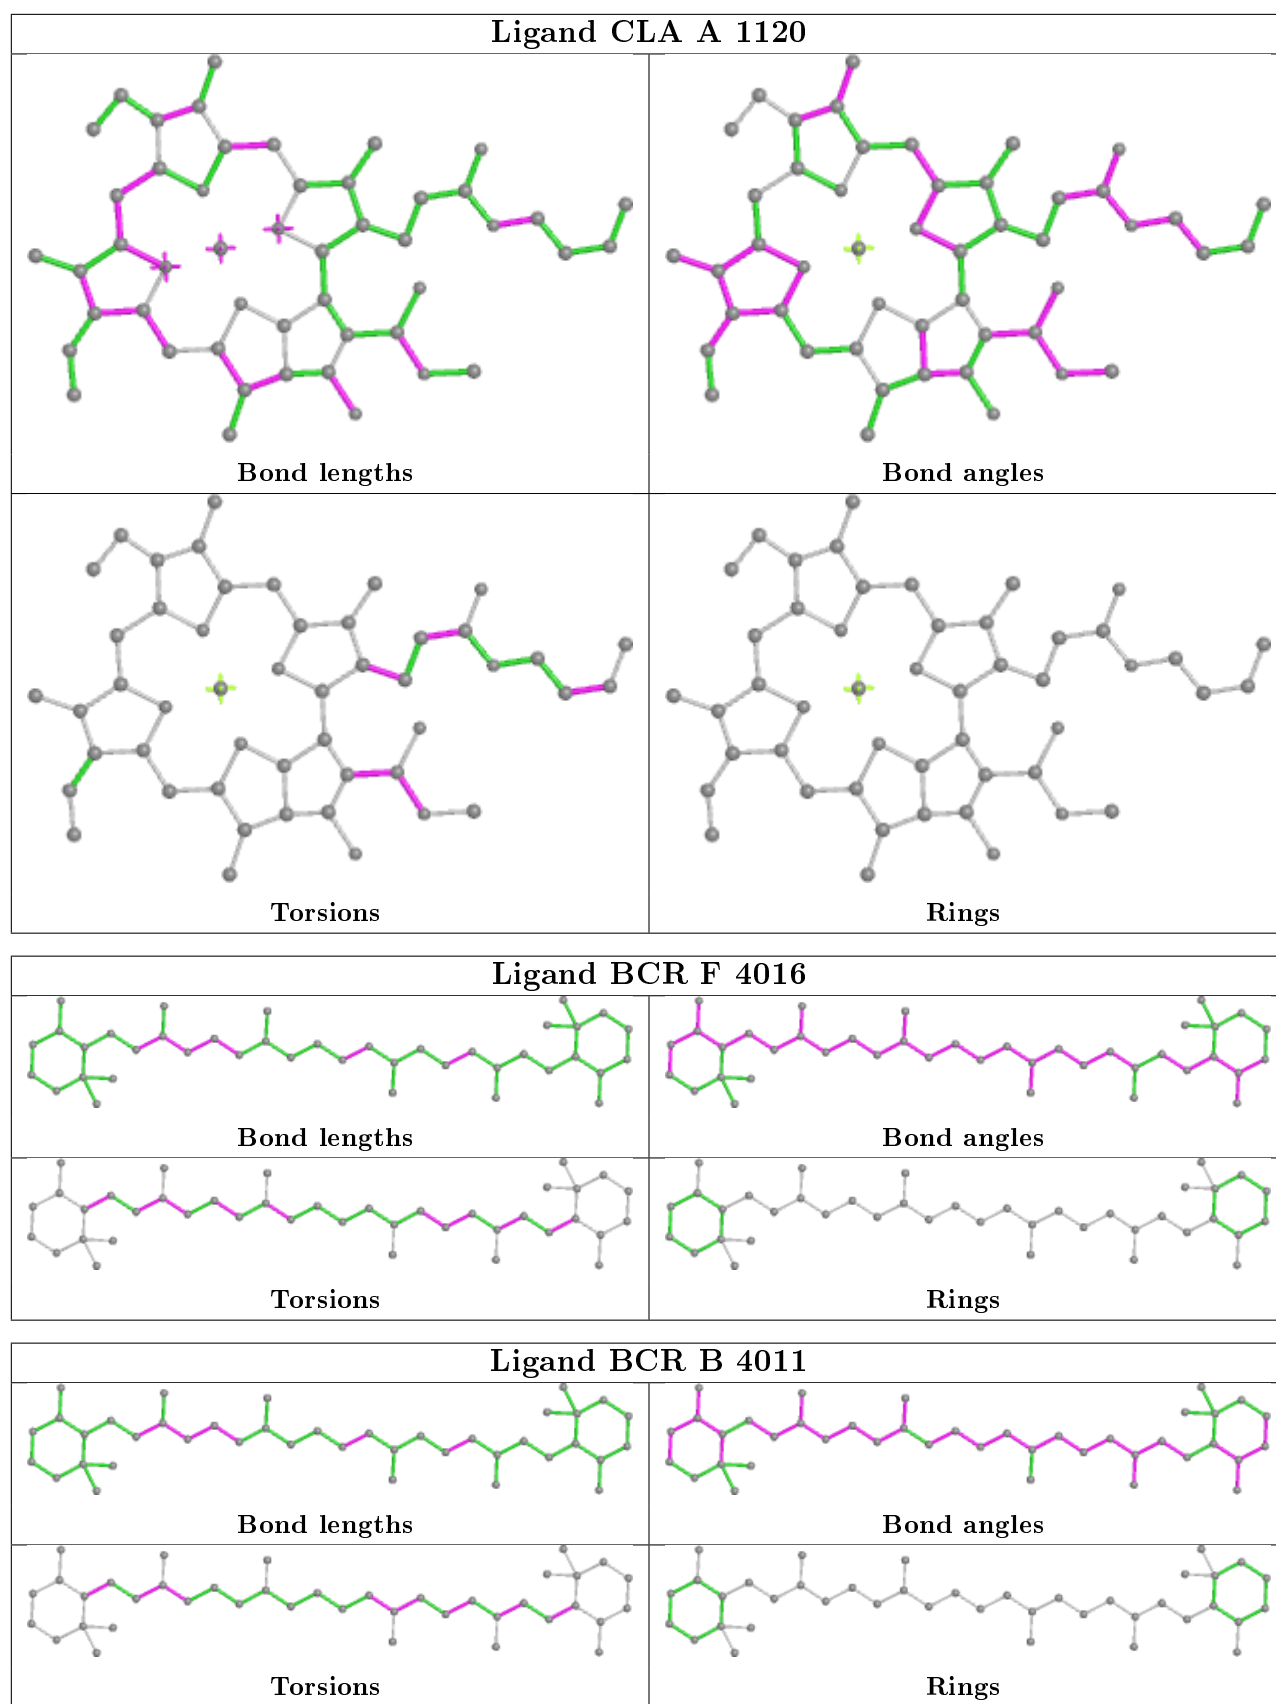 Ligand CLA A 1120
Bond lengths
Bond angles
Torsions
Rings
Ligand BCR F 4016
Bond lengths
Bond angles
Torsions
Rings
Ligand BCR B 4011
Bond lengths
Bond angles
Torsions
Rings